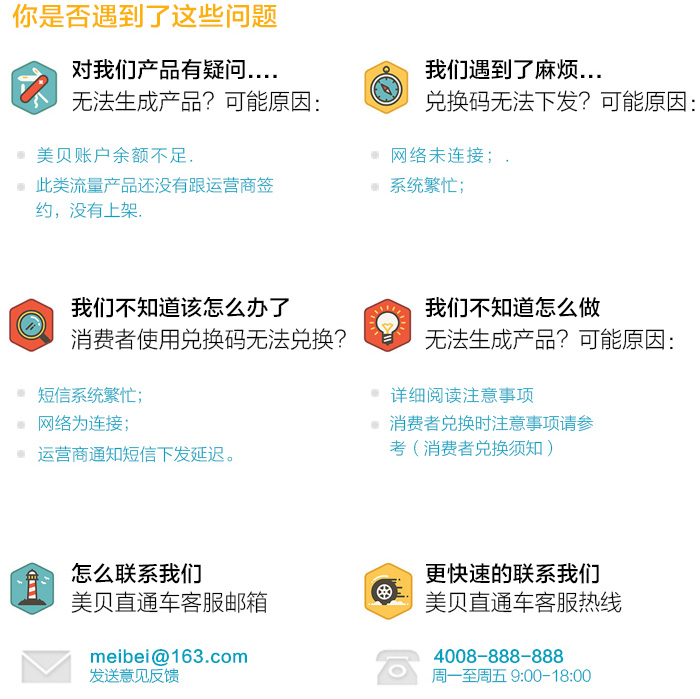 你是否遇到了这些问题
对我们产品有疑问....
无法生成产品？可能原因：
美贝账户余额不足.
此类流量产品还没有跟运营商签
约，没有上架.
我们遇到了麻烦...
兑换码无法下发？可能原因：
网络未连接；.
系统繁忙；
我们不知道该怎么办了
消费者使用兑换码无法兑换？
短信系统繁忙；
网络为连接；
运营商通知短信下发延迟。
我们不知道怎么做
无法生成产品？可能原因：
详细阅读注意事项
消费者兑换时注意事项请参
考（消费者兑换须知）
怎么联系我们
美贝直通车客服邮箱
meibei@163.com
发送意见反馈
更快速的联系我们
美贝直通车客服热线
4008-888-888
周一至周五 9:00-18:00